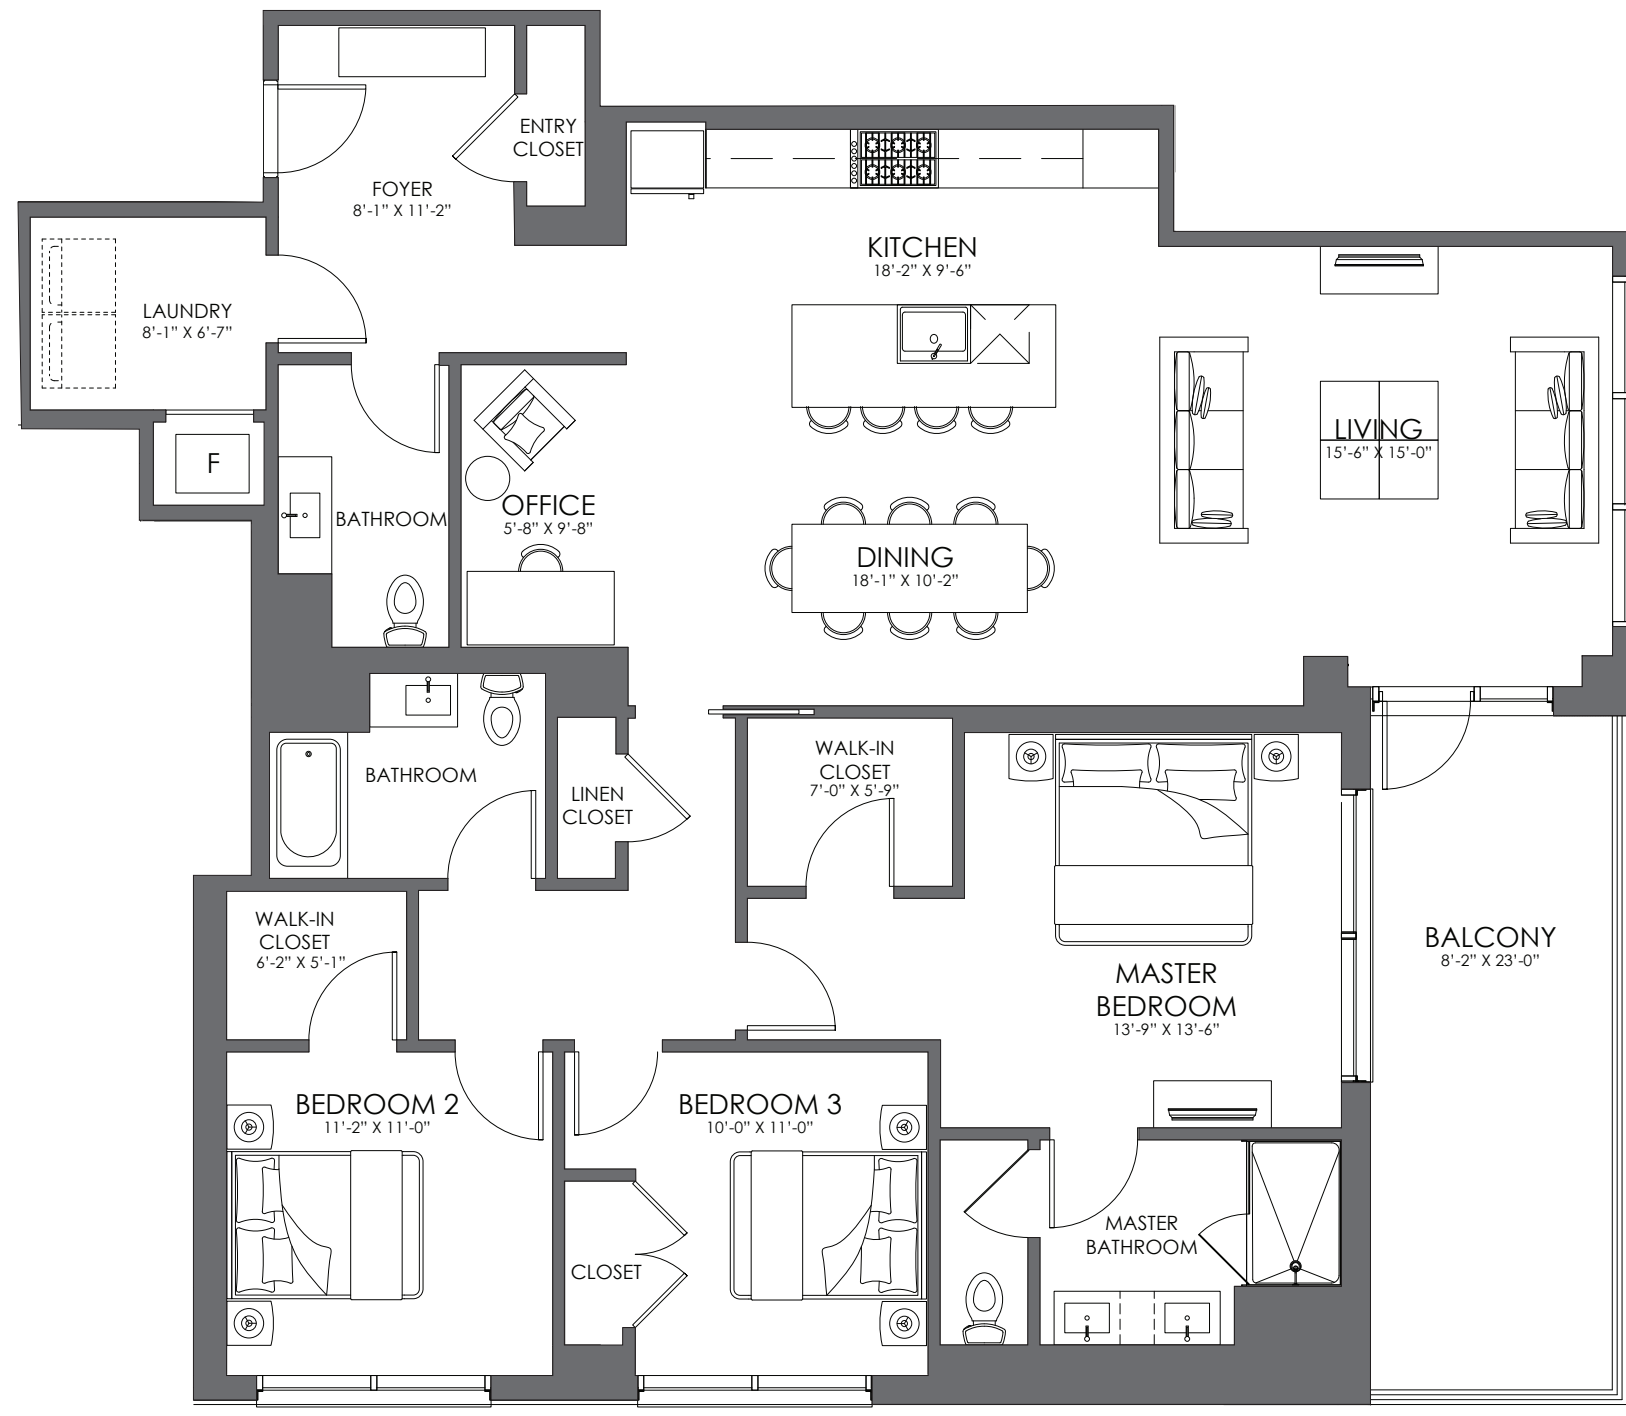 ENTRY
CLOSET
FOYER
8'-1" X 11'-2"
KITCHEN
18'-2" X 9'-6"
LAUNDRY
8'-1" X 6'-7"
LIVING
15'-6" X 15'-0"
F
OFFICE
5'-8" X 9'-8"
BATHROOM
DINING
18'-1" X 10'-2"
WALK-IN
CLOSET
7'-0" X 5'-9"
BATHROOM
LINEN
CLOSET
WALK-IN
CLOSET
6'-2" X 5'-1"
BALCONY
8'-2" X 23'-0"
MASTER
BEDROOM
13'-9" X 13'-6"
BEDROOM 2
11'-2" X 11'-0"
BEDROOM 3
10'-0" X 11'-0"
MASTER
BATHROOM
CLOSET